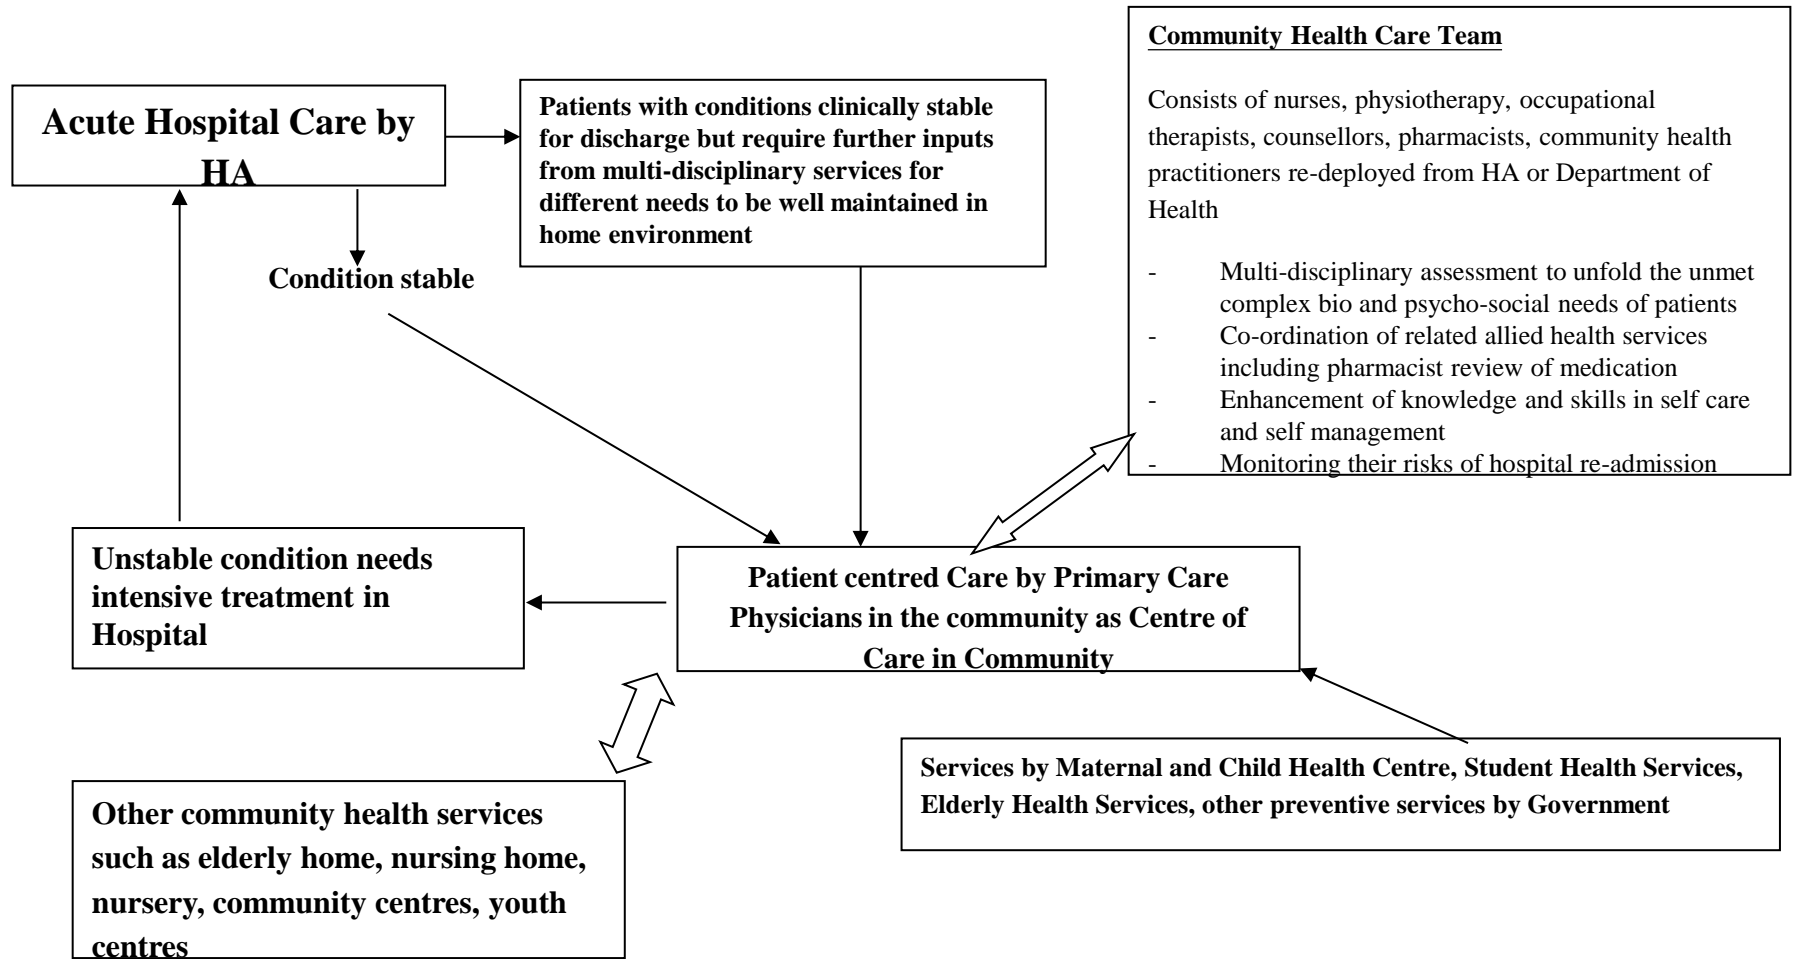 Community Health Care Team
Consists of nurses, physiotherapy, occupational
therapists, counsellors, pharmacists, community health
practitioners re-deployed from HA or Department of
Health
- Multi-disciplinary assessment to unfold the unmet
complex bio and psycho-social needs of patients
- Co-ordination of related allied health services
including pharmacist review of medication
- Enhancement of knowledge and skills in self care
and self management
- Monitoring their risks of hospital re-admission
Acute Hospital Care by
HA
Patients with conditions clinically stable
for discharge but require further inputs
from multi-disciplinary services for
different needs to be well maintained in
home environment
Condition stable
Unstable condition needs
intensive treatment in
Hospital
Patient centred Care by Primary Care
Physicians in the community as Centre of
Care in Community
Services by Maternal and Child Health Centre, Student Health Services,
Elderly Health Services, other preventive services by Government
Other community health services
such as elderly home, nursing home,
nursery, community centres, youth
centres